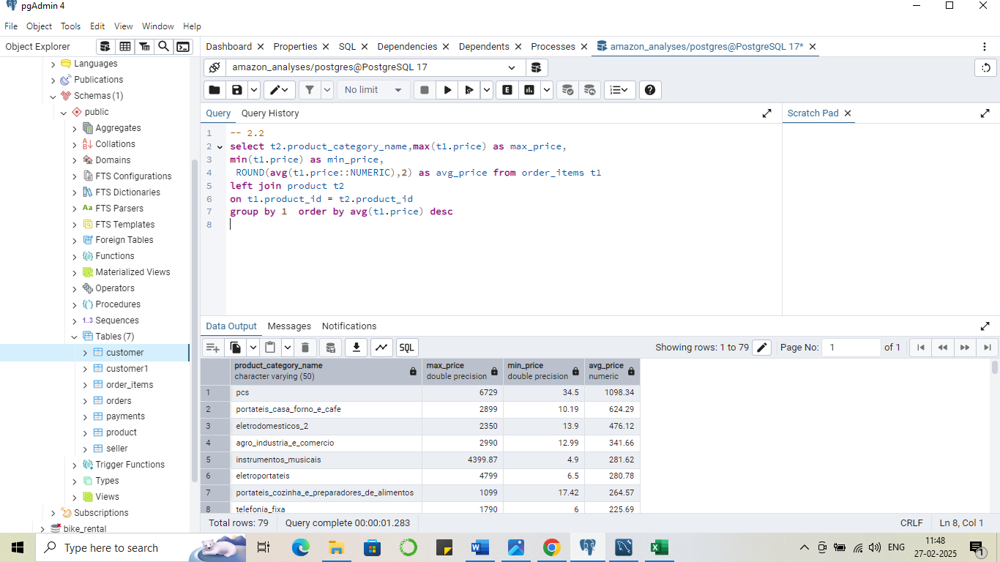 pgAdmin 4
File Object Tools Edit View Window Help
Object Explorer
Dashboard Properties SQL Dependencies Dependents Processes amazon_analyses/postgres@PostgreSQL 17*
Languages
Publications
Schemas (1)
public
Aggregates
Collations
Domains
FTS Configurations
FTS Dictionaries
Aa FTS Parsers
FTS Templates
Foreign Tables
Functions
Materialized Views
Operators
Procedures
1..3 Sequences
Tables (7)
customer
customer1
order_items
orders
payments
product
seller
Trigger Functions
Types
Views
Subscriptions
bike_rental
amazon_analyses/postgres@PostgreSQL 17
No limit
E
Query Query History
Scratch Pad
1 -- 2.2
2 select t2.product_category_name,max(t1.price) as max_price,
3 min(t1.price) as min_price,
4 ROUND(avg(t1.price::NUMERIC),2) as avg_price from order_items t1
5 left join product t2
6 on t1.product_id = t2.product_id
7 group by 1  order by avg(t1.price) desc
8
Data Output Messages Notifications
SQL
Showing rows: 1 to 79 Page No: 1 of 1
product_category_name max_price min_price avg_price
character varying (50) double precision double precision numeric
1 pcs 6729 34.5 1098.34
2 portateis_casa_forno_e_cafe 2899 10.19 624.29
3 eletrodomesticos_2 2350 13.9 476.12
4 agro_industria_e_comercio 2990 12.99 341.66
5 instrumentos_musicais 4399.87 4.9 281.62
6 eletroportateis 4799 6.5 280.78
7 portateis_cozinha_e_preparadores_de_alimentos 1099 17.42 264.57
8 telefonia_fixa 1790 6 225.69
Total rows: 79 Query complete 00:00:01.283 CRLF Ln 8, Col 1
Type here to search
ENG
11:48
27-02-2025
1